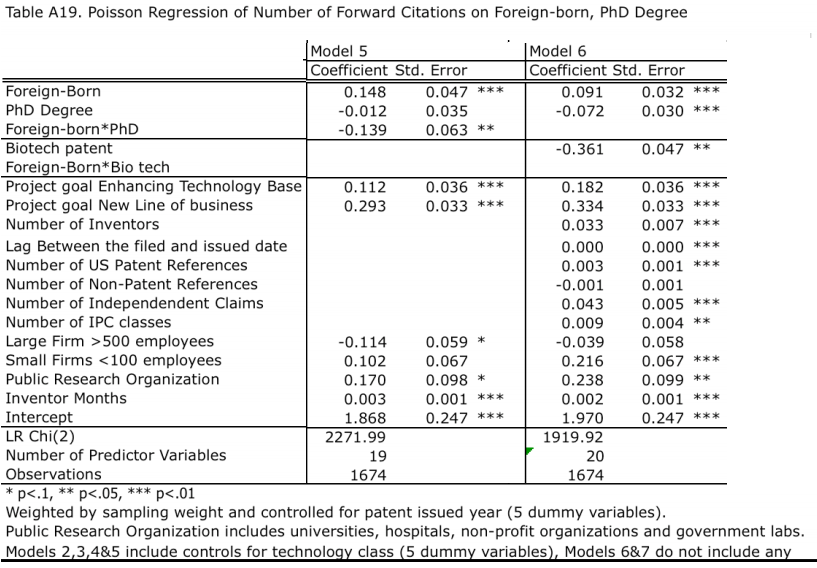 Table A19. Poisson Regression of Number of Forward Citations on Foreign-born, PhD Degree
Model 5 Model 6
Coefficient Std. Error Coefficient Std. Error
Foreign-Born 0.148 0.047 *** 0.091 0.032 ***
PhD Degree -0.012 0.035 -0.072 0.030 ***
Foreign-born*PhD -0.139 0.063 **
Biotech patent -0.361 0.047 **
Foreign-Born*Bio tech
Project goal Enhancing Technology Base 0.112 0.036 *** 0.182 0.036 ***
Project goal New Line of business 0.293 0.033 *** 0.334 0.033 ***
Number of Inventors 0.033 0.007 ***
Lag Between the filed and issued date 0.000 0.000 ***
Number of US Patent References 0.003 0.001 ***
Number of Non-Patent References -0.001 0.001
Number of Independendent Claims 0.043 0.005 ***
Number of IPC classes 0.009 0.004 **
Large Firm >500 employees -0.114 0.059 * -0.039 0.058
Small Firms <100 employees 0.102 0.067 0.216 0.067 ***
Public Research Organization 0.170 0.098 * 0.238 0.099 **
Inventor Months 0.003 0.001 *** 0.002 0.001 ***
Intercept 1.868 0.247 *** 1.970 0.247 ***
LR Chi(2) 2271.99 1919.92
Number of Predictor Variables 19 20
Observations 1674 1674
* p<.1, ** p<.05, *** p<.01
Weighted by sampling weight and controlled for patent issued year (5 dummy variables).
Public Research Organization includes universities, hospitals, non-profit organizations and government labs.
Models 2,3,4&5 include controls for technology class (5 dummy variables), Models 6&7 do not include any